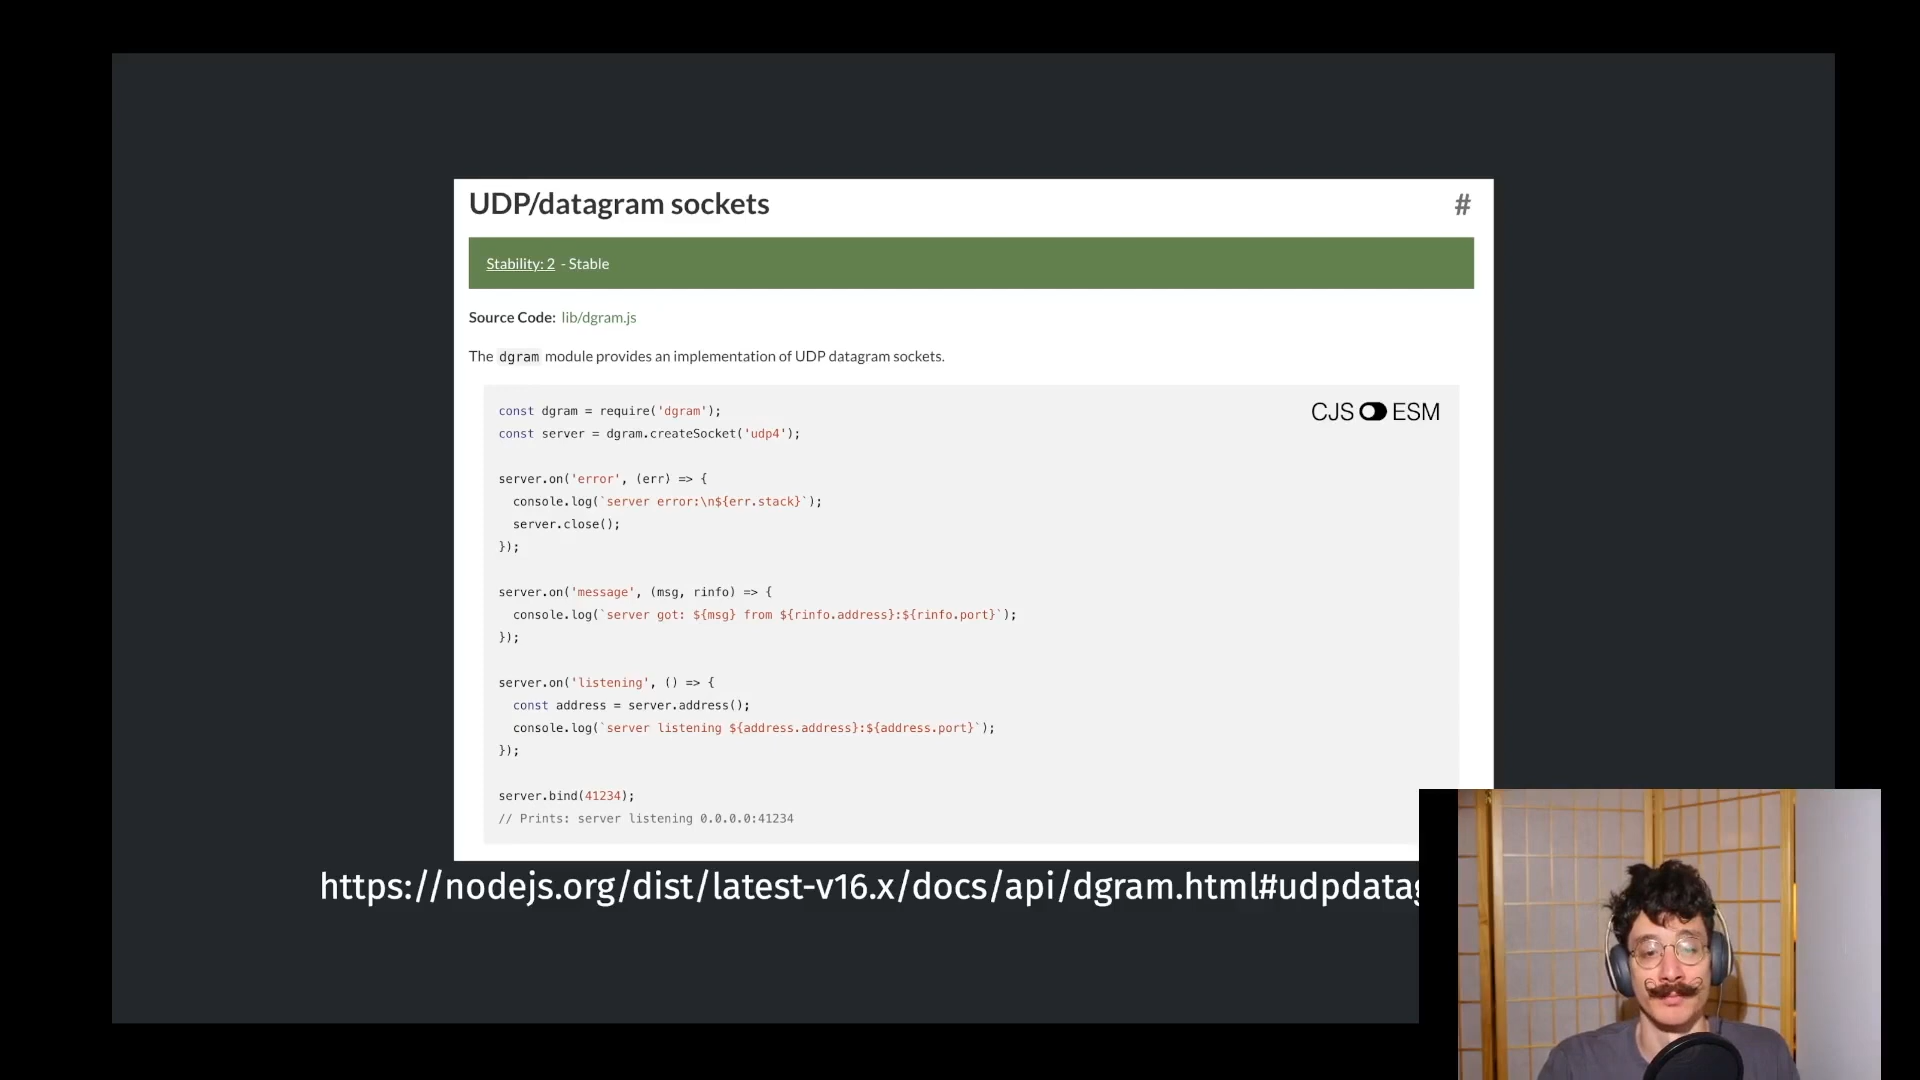 UDP/datagram sockets #
Stability: 2 - Stable
Source Code: lib/dgram.js
The dgram module provides an implementation of UDP datagram sockets.
CJS ESM
const dgram = require('dgram');
const server = dgram.createSocket('udp4');
server.on('error', (err) => {
  console.log(`server error:\n${err.stack}`);
  server.close();
});
server.on('message', (msg, rinfo) => {
  console.log(`server got: ${msg} from ${rinfo.address}:${rinfo.port}`);
});
server.on('listening', () => {
  const address = server.address();
  console.log(`server listening ${address.address}:${address.port}`);
});
server.bind(41234);
// Prints: server listening 0.0.0.0:41234
https://nodejs.org/dist/latest-v16.x/docs/api/dgram.html#udpdatag